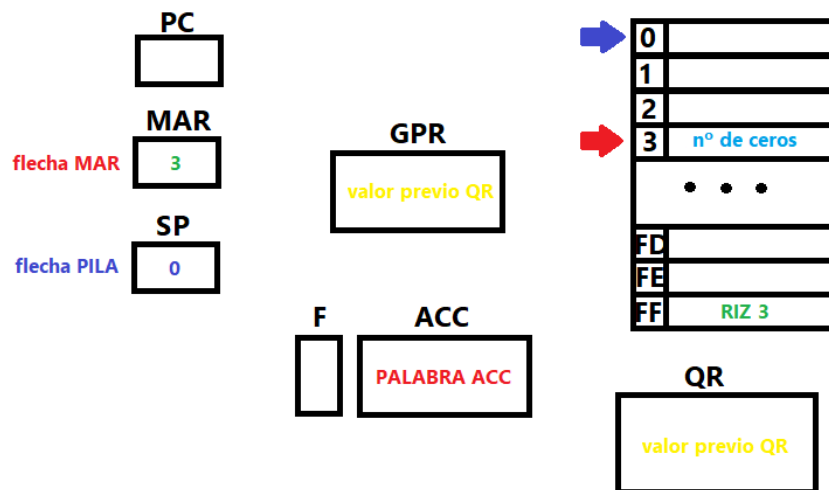 PC
MAR
flecha MAR
3
SP
flecha PILA
0
GPR
valor previo QR
F
ACC
PALABRA ACC
0
1
2
3
nº de ceros
• • •
FD
FE
FF
RIZ 3
QR
valor previo QR